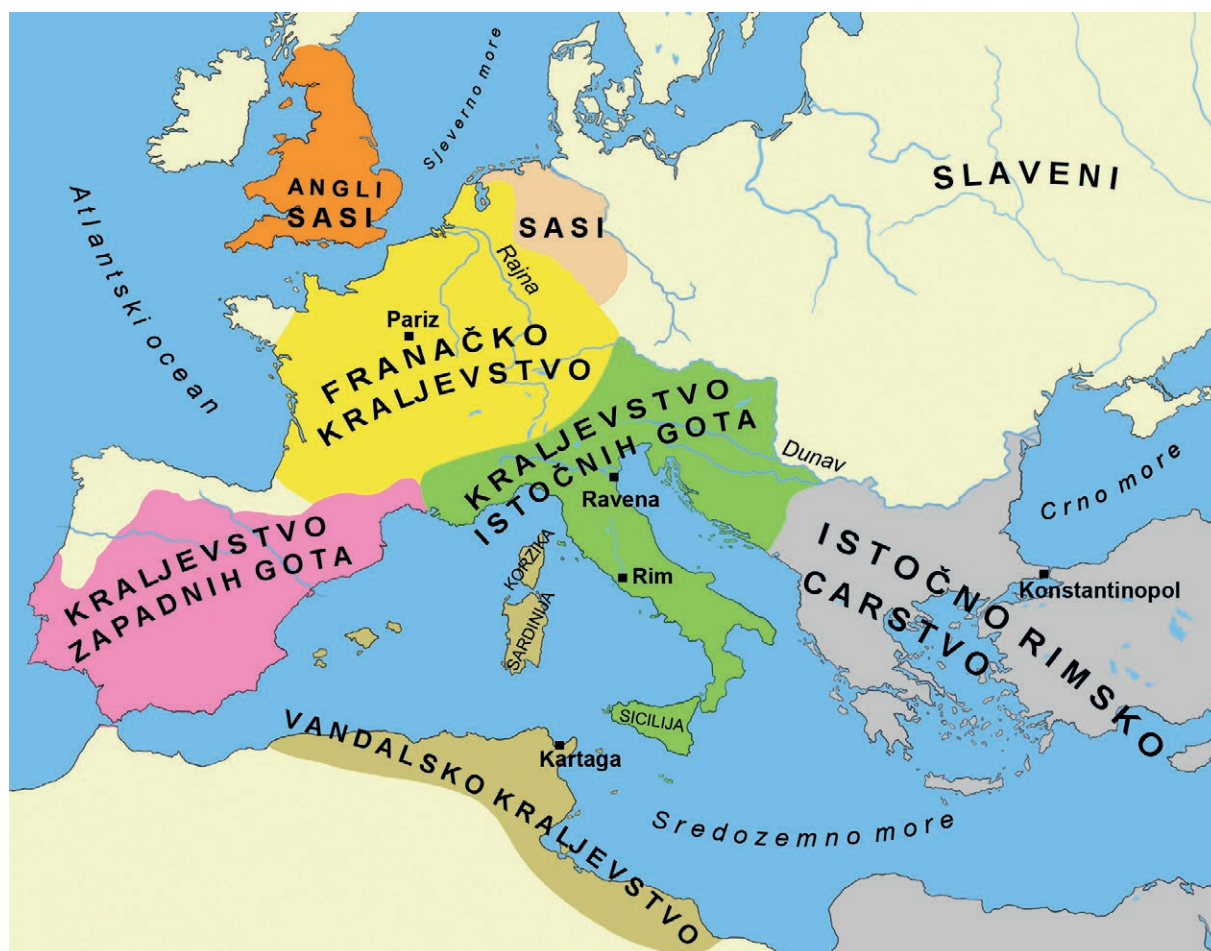 Sjeverno more
Atlantski ocean
ANGLI
SASI
SASI
SLAVENI
Rajna
Pariz
FRANAČKO
KRALJEVSTVO
KRALJEVSTVO
ISTOČNIH GOTA
Dunav
Ravena
Crno more
KRALJEVSTVO
ZAPADNIH GOTA
KORZIKA
SARDINIJA
Rim
ISTOČNO RIMSKO
CARSTVO
Konstantinopol
SICILIJA
VANDALSKO KRALJEVSTVO
Kartaga
Sredozemno more